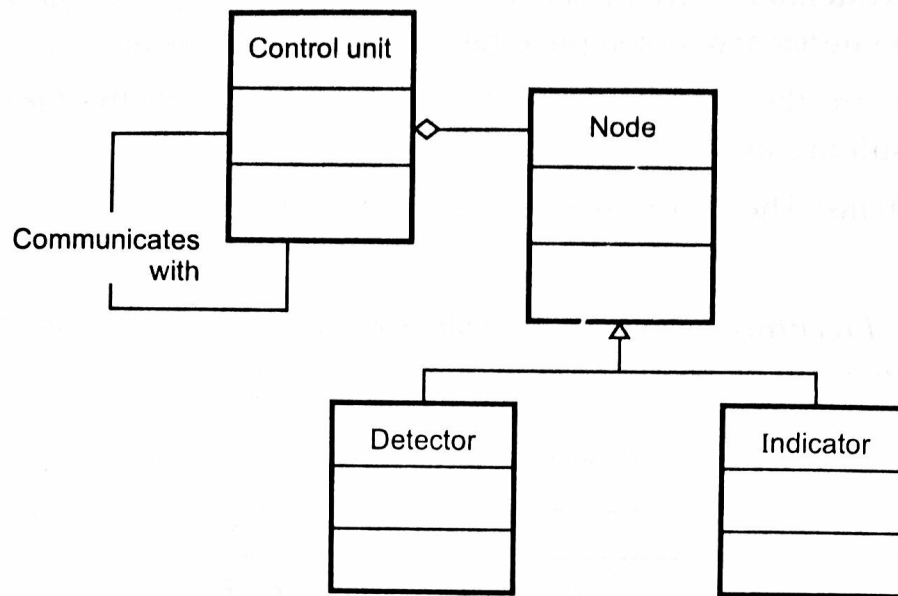 Control unit
Node
Communicates
with
Detector
Indicator